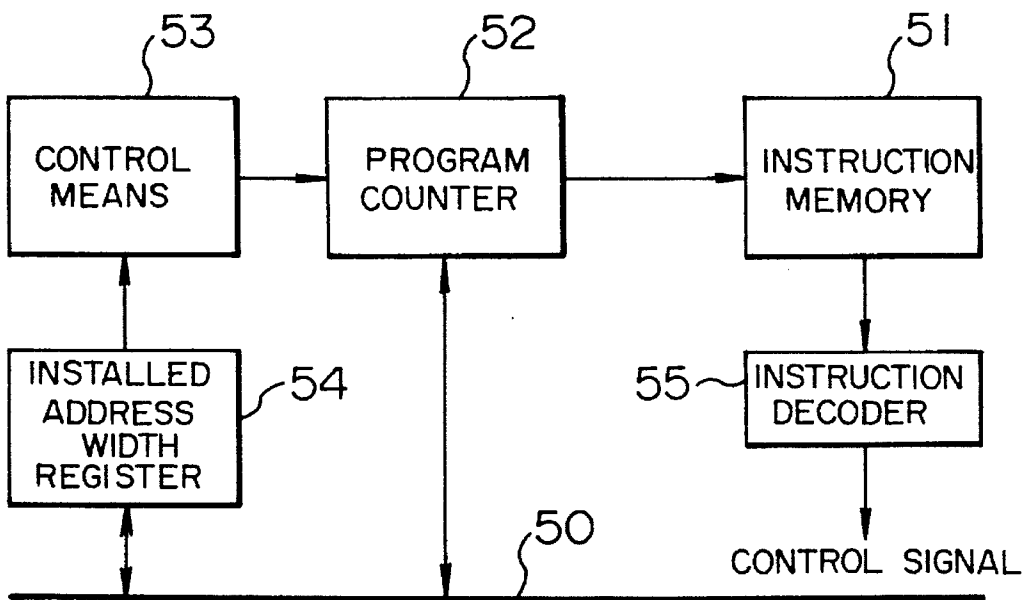 53
52
51
CONTROL
MEANS
PROGRAM
COUNTER
INSTRUCTION
MEMORY
INSTALLED
ADDRESS
WIDTH
REGISTER
54
55
INSTRUCTION
DECODER
50
CONTROL SIGNAL